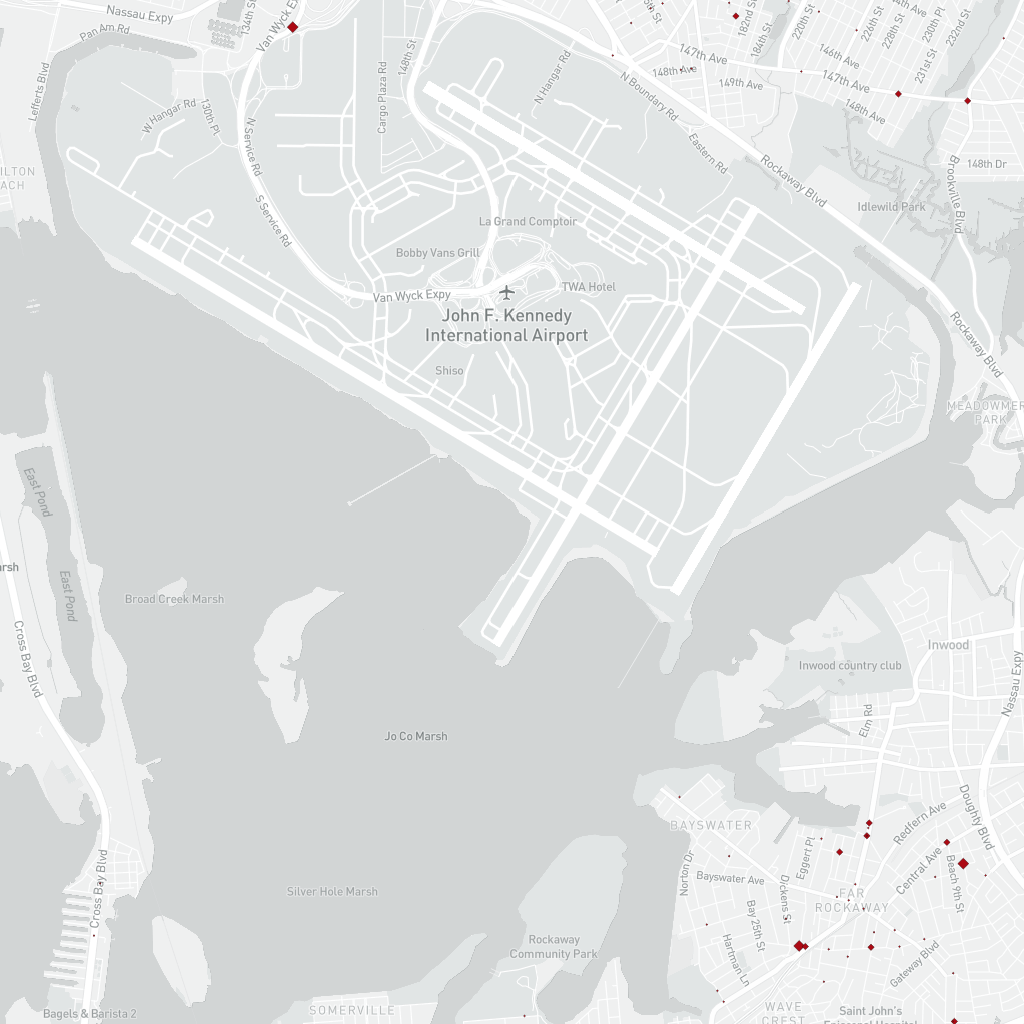 Nassau Expy
134th St
Van Wyck Expy
Pan Am Rd
Lefferts Blvd
W Hangar Rd
130th Pl
N Service Rd
S Service Rd
Cargo Plaza Rd
148th St
N Hangar Rd
N Boundary Rd
Eastern Rd
182nd St
184th St
220th St
226th St
228th St
230th Pl
231st St
232nd St
147th Ave
148th Ave
149th Ave
146th Ave
147th Ave
148th Ave
148th Dr
Brookville Blvd
Rockaway Blvd
Idlewild Park
La Grand Comptoir
Bobby Vans Grill
TWA Hotel
Van Wyck Expy
John F. Kennedy
International Airport
Shiso
Rockaway Blvd
PARK
East Pond
East Pond
Cross Bay Blvd
Broad Creek Marsh
Jo Co Marsh
Inwood
Inwood country club
Nassau Expy
Elm Rd
Doughty Blvd
Redfern Ave
Central Ave
Beach 9th St
BAYSWATER
Norton Dr
Bayswater Ave
Eggert Pl
Dickens St
Bay 25th St
Hartman Ln
FAR
ROCKAWAY
Gateway Blvd
Cross Bay Blvd
Silver Hole Marsh
Rockaway
Community Park
SOMERVILLE
Bagels & Barista 2
WAVE
CREST
Saint John's
Episcopal Hospital